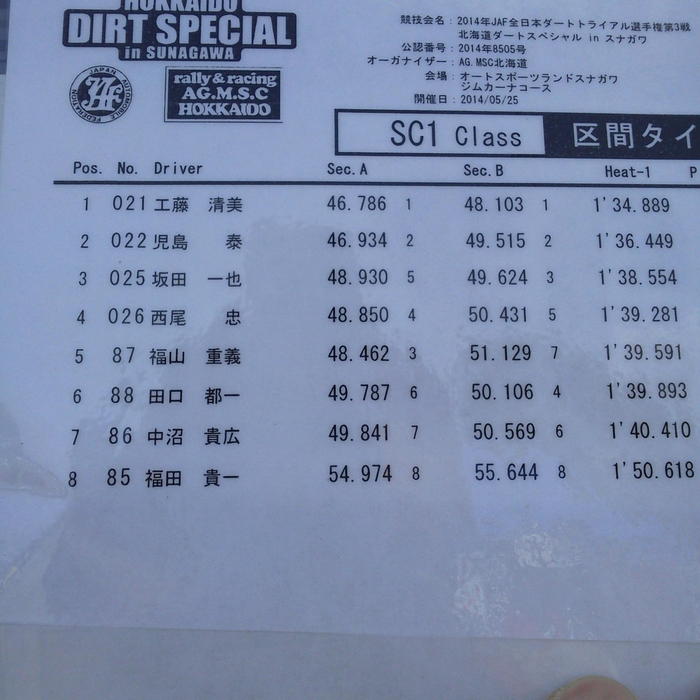 HOKKAIDO
DIRT SPECIAL
in SUNAGAWA
JAPAN AUTOMOBILE FEDERATION
JAF
rally & racing
AG.M.S.C
HOKKAIDO
競技会名：2014年JAF全日本ダートトライアル選手権第3戦
北海道ダートスペシャル in スナガワ
公認番号：2014年8505号
オーガナイザー：AG.MSC北海道
会場：オートスポーツランドスナガワ
ジムカーナコース
開催日：2014/05/25
SC1 Class 区間タイ
Pos. No. Driver Sec.A Sec.B Heat-1 P
1 021 工藤 清美 46.786 1 48.103 1 1'34.889
2 022 児島 泰 46.934 2 49.515 2 1'36.449
3 025 坂田 一也 48.930 5 49.624 3 1'38.554
4 026 西尾 忠 48.850 4 50.431 5 1'39.281
5 87 福山 重義 48.462 3 51.129 7 1'39.591
6 88 田口 都一 49.787 6 50.106 4 1'39.893
7 86 中沼 貴広 49.841 7 50.569 6 1'40.410
8 85 福田 貴一 54.974 8 55.644 8 1'50.618